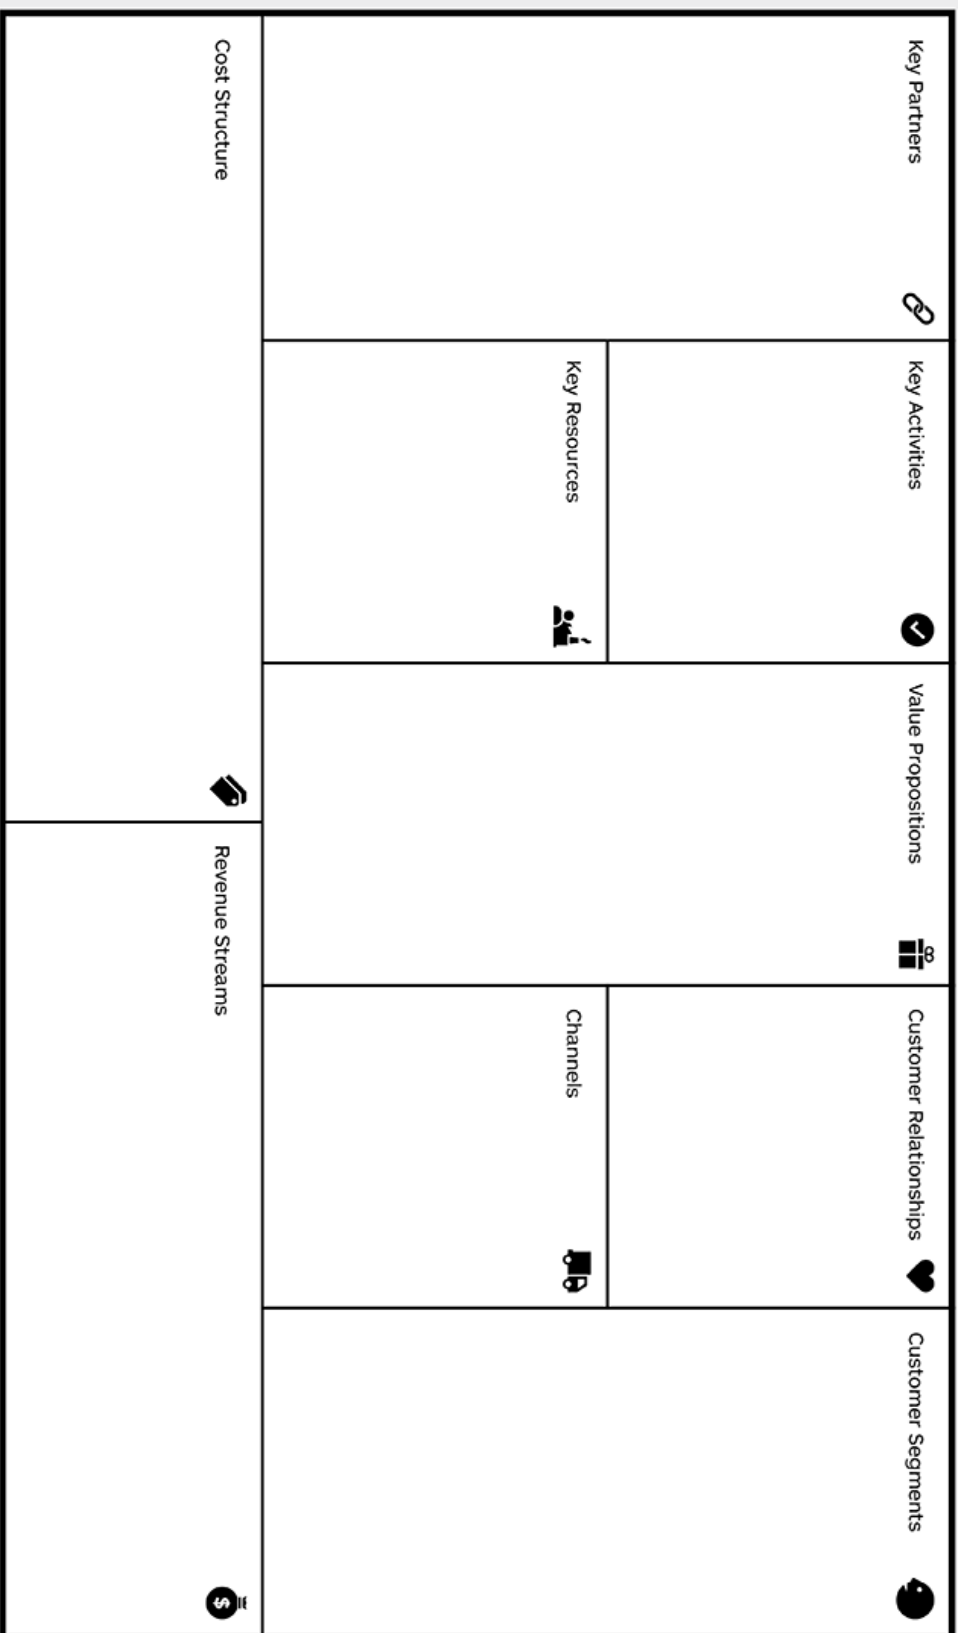 Key Partners
Key Activities
Key Resources
Value Propositions
Customer Relationships
Channels
Customer Segments
Cost Structure
Revenue Streams
$